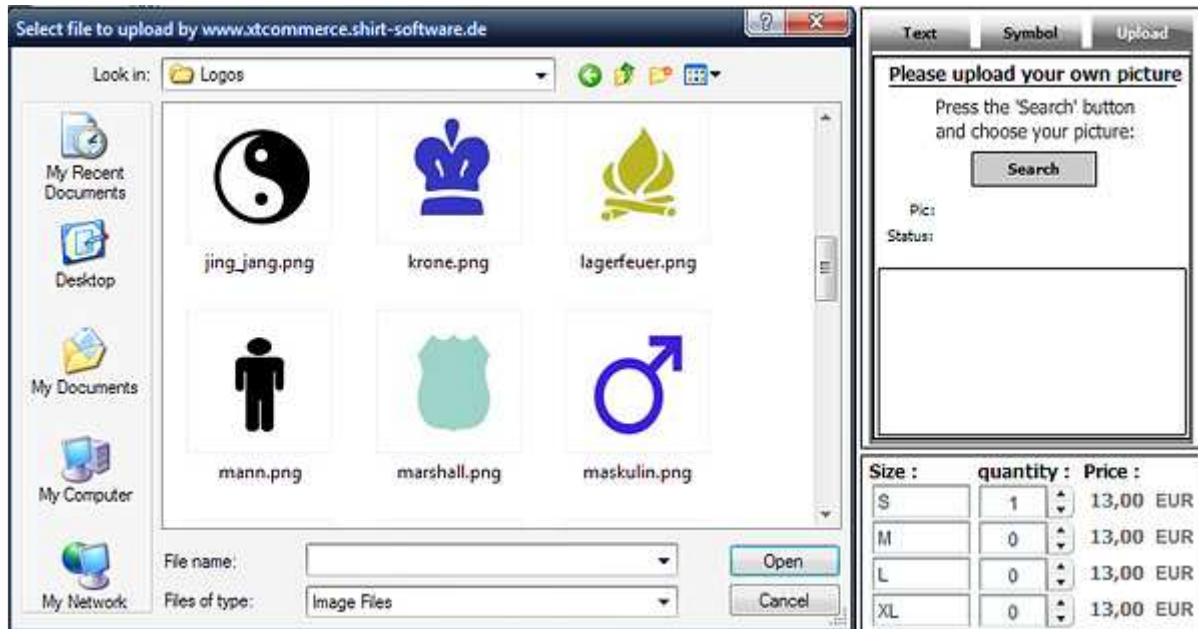 Select file to upload by www.xtcommerce.shirt-software.de
Look in: Logos
My Recent
Documents
Desktop
My Documents
My Computer
My Network
jing_jang.png krone.png lagerfeuer.png
mann.png marshall.png maskulin.png
File name: Open
Files of type: Image Files Cancel
Text Symbol Upload
Please upload your own picture
Press the 'Search' button
and choose your picture:
Search
Pic:
Status:
Size : quantity : Price :
S 1 13,00 EUR
M 0 13,00 EUR
L 0 13,00 EUR
XL 0 13,00 EUR